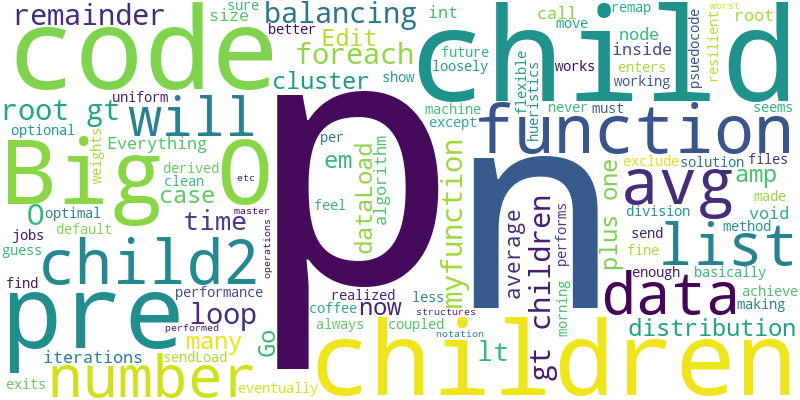 remainder
size
sure
balancing
better
int
call
remap
move
root
worst
code
Edit
foreach
future
loosely
show
child
node
inside
psuedocode
resilient
cluster
works
enters
working
root gt
uniform
optional
will
p
machine
except
flexible
hueristics
never
must
seems
function
Everything
weights
Big O
derived
clean
case
etc
per
em
dataLoad
algorithm
feel
myfunction
n
exclude
solution
files
avg
amp
made
plus one
division
void
method
O
optimal
default
time
master
jobs
guess
child2
operations
average
gt children
performs
morning
send
fine
list
enough
basically
find
pre
performance
loop
performed
many
realized
coffee
now
less
structures
always
coupled
notation
data
achieve
making
distribution
iterations
sendLoad
Go
lt
exits
number
eventually
children